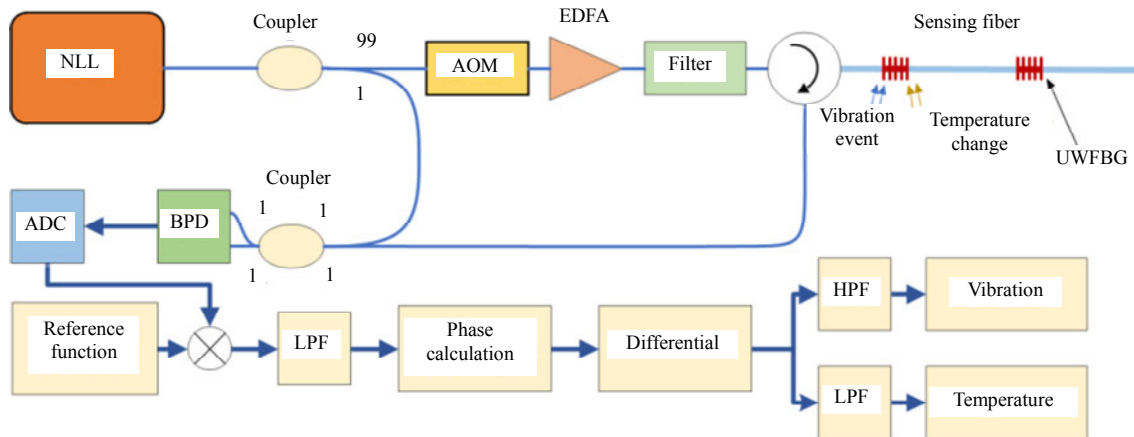 Coupler
EDFA
Sensing fiber
NLL
99
AOM
Filter
1
Vibration
event
Temperature
change
UWFBG
Coupler
ADC
BPD
1
1
1
1
Reference
function
LPF
Phase
calculation
Differential
HPF
Vibration
LPF
Temperature